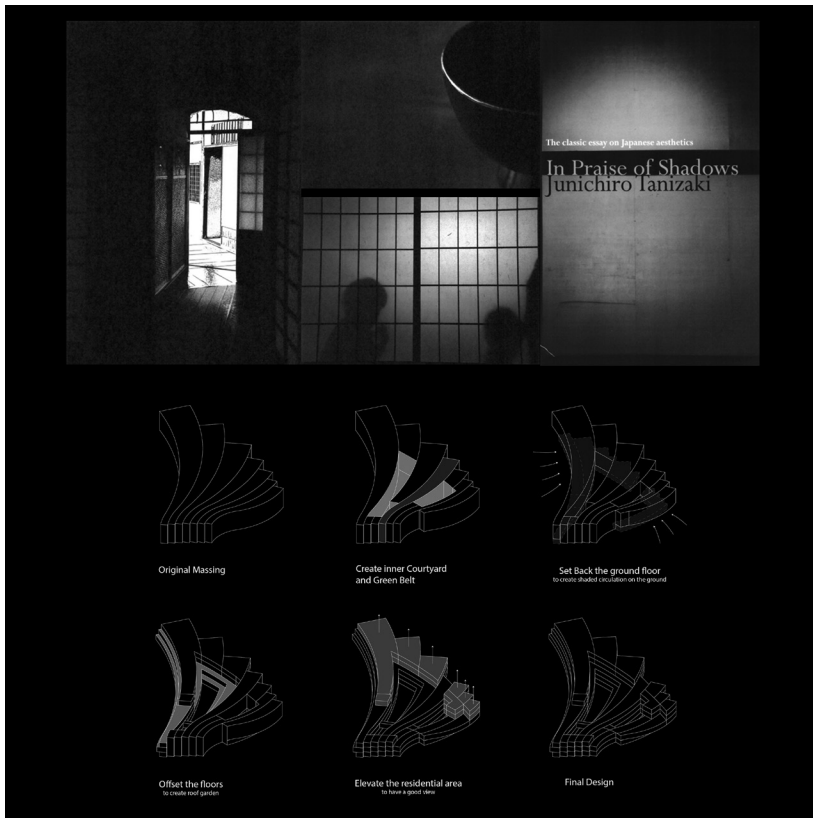 The classic essay on Japanese aesthetics
In Praise of Shadows
Junichiro Tanizaki
Original Massing
Create inner Courtyard
and Green Belt
Set Back the ground floor
to create shaded circulation on the ground
Offset the floors
to create roof garden
Elevate the residential area
to have a good view
Final Design